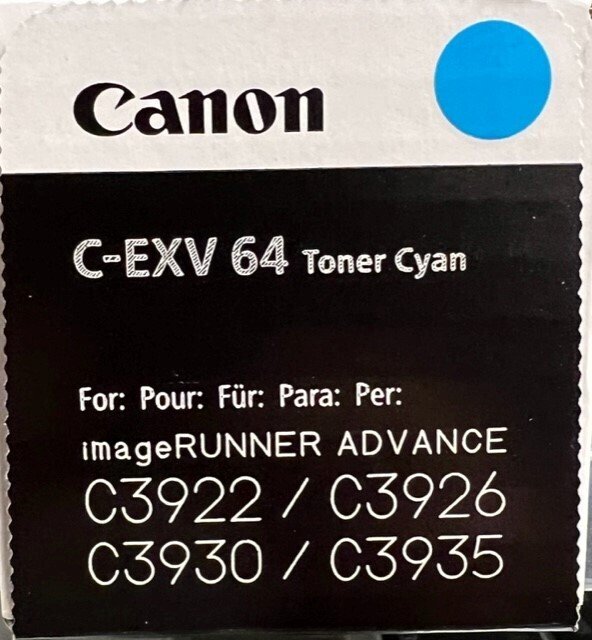 Canon
C-EXV 64 Toner Cyan
For: Pour: Für: Para: Per:
imageRUNNER ADVANCE
C3922 / C3926
C3930 / C3935